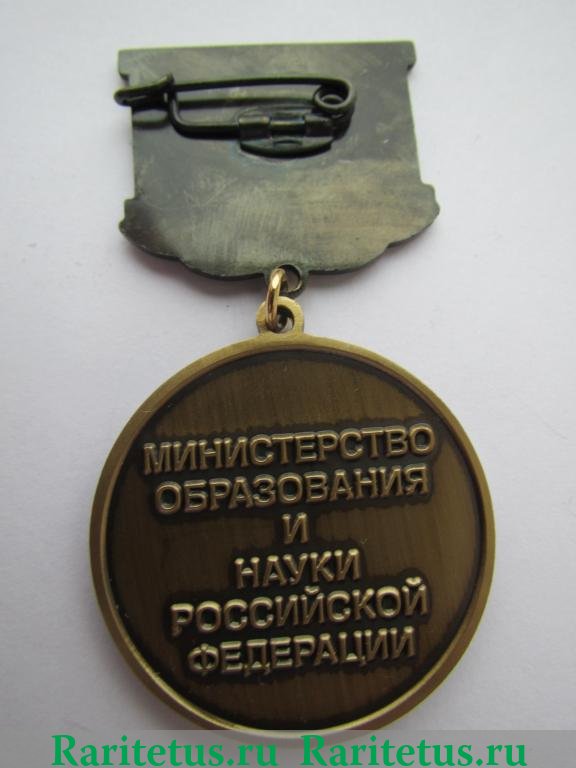 МИНИСТЕРСТВО
ОБРАЗОВАНИЯ
И
НАУКИ
РОССИЙСКОЙ
ФЕДЕРАЦИИ
Raritetus.ru Raritetus.ru